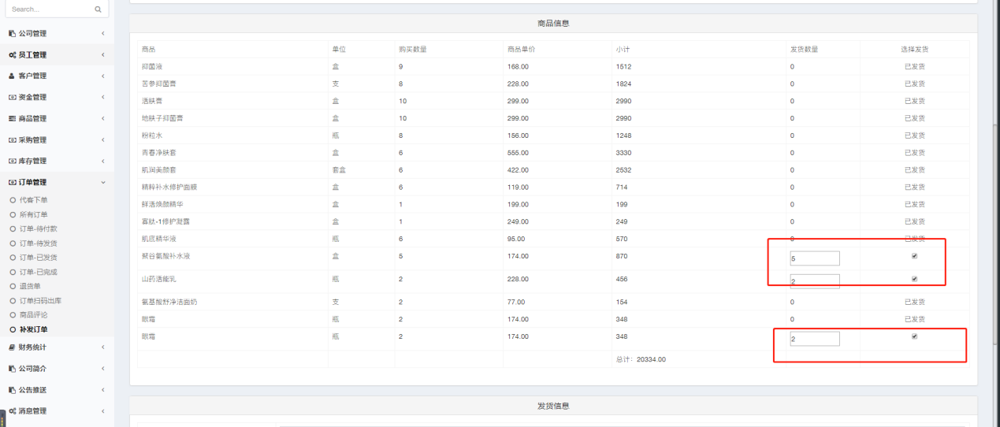 Search...
公司管理
员工管理
客户管理
资金管理
商品管理
采购管理
库存管理
订单管理
代客下单
所有订单
订单-待付款
订单-待发货
订单-已发货
订单-已完成
退货单
订单扫码出库
商品评论
补发订单
财务统计
公司简介
公告推送
消息管理
商品信息
商品 单位 购买数量 商品单价 小计 发货数量 选择发货
抑菌液 盒 9 168.00 1512 0 已发货
苦参抑菌膏 支 8 228.00 1824 0 已发货
活肤膏 盒 10 299.00 2990 0 已发货
地肤子抑菌膏 盒 10 299.00 2990 0 已发货
粉粒水 瓶 8 156.00 1248 0 已发货
青春净肤套 盒 6 555.00 3330 0 已发货
肌润美颜套 套盒 6 422.00 2532 0 已发货
精粹补水修护面膜 盒 6 119.00 714 0 已发货
鲜活焕颜精华 盒 1 199.00 199 0 已发货
寡肽-1修护凝露 盒 1 249.00 249 0 已发货
肌底精华液 瓶 6 95.00 570 0 已发货
聚谷氨酸补水液 盒 5 174.00 870 5
山药活能乳 瓶 2 228.00 456 2
氨基酸舒净洁面奶 支 2 77.00 154 0 已发货
眼霜 瓶 2 174.00 348 0 已发货
眼霜 瓶 2 174.00 348 2
总计：20334.00
发货信息